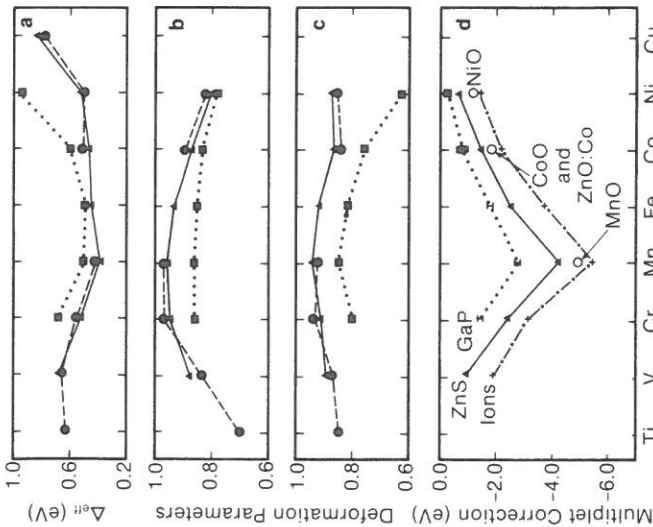 a
1.0
0.6
0.2
Δeff (eV)
b
1.0
0.8
0.6
c
1.0
0.8
0.6
Deformation Parameters
d
0.0
-2.0
-4.0
-6.0
Multiplet Correction (eV)
ZnS
GaP
Ions
NiO
CoO
and
ZnO:Co
MnO
Ti
V
Cr
Mn
Fe
Co
Ni
Cu